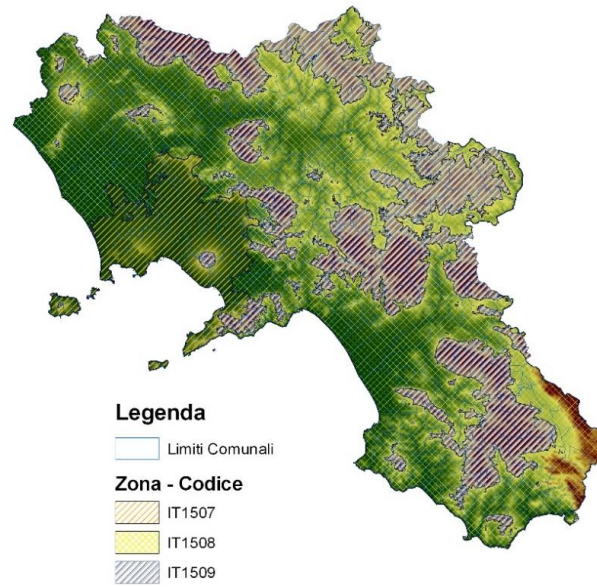 Legenda
Limiti Comunali
Zona - Codice
IT1507
IT1508
IT1509